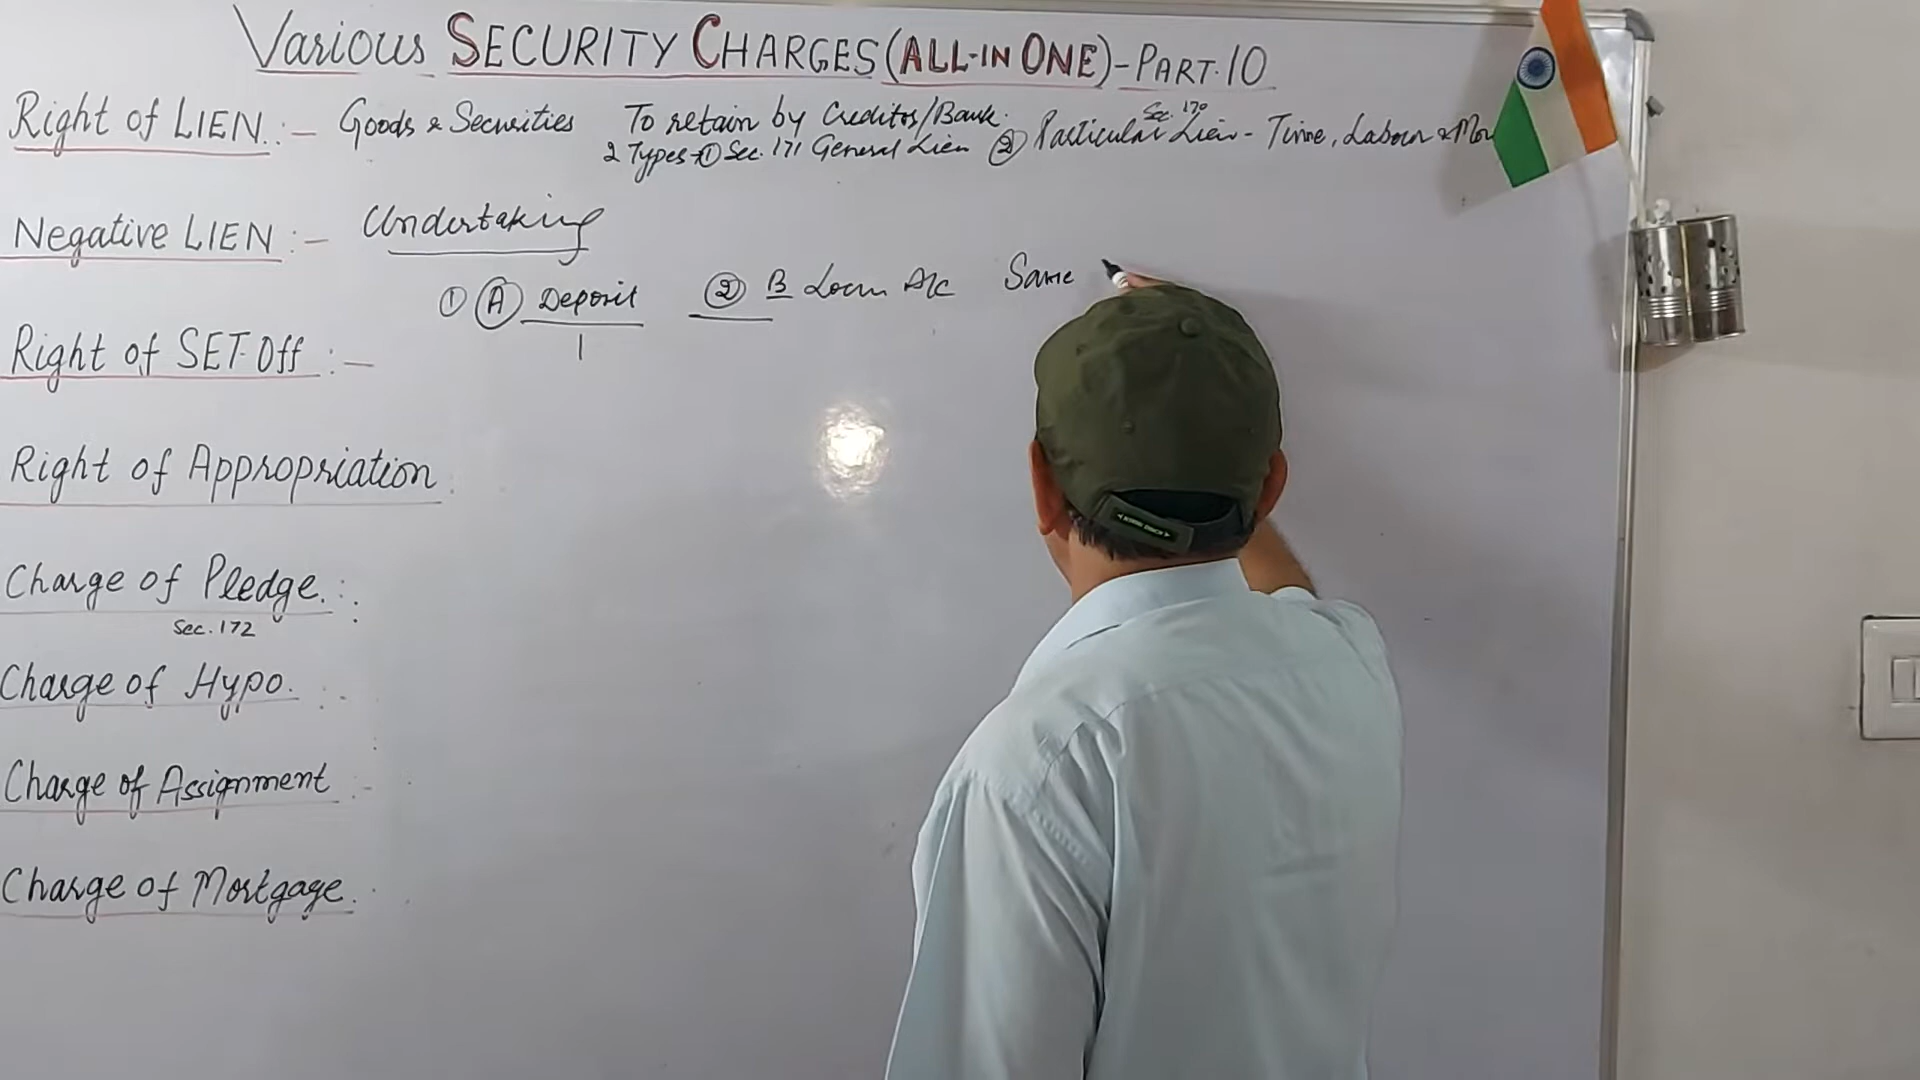 Various SECURITY CHARGES (ALL-IN ONE) - PART.10
Right of LIEN :- Goods & Securities To retain by Creditos/Bank.
2 Types → ① Sec. 171 General Lien ② Particular Lien - Time, Labour & Mon
Sec. 170
Negative LIEN :- Undertaking
① Ⓐ Deposit ② B Loan A/c Same
Right of SET-Off :-
Right of Appropriation
Charge of Pledge :
Sec. 172
Charge of Hypo. :-
Charge of Assignment :-
Charge of Mortgage.